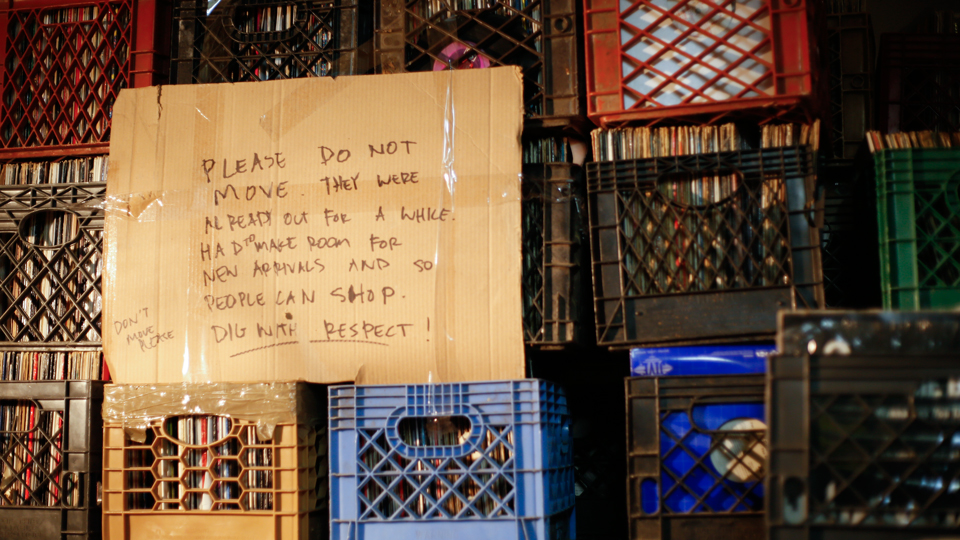 PLEASE DO NOT
MOVE. THEY WERE
ALREADY OUT FOR A WHILE.
HAD TO MAKE ROOM FOR
NEW ARRIVALS AND SO
PEOPLE CAN SHOP.
DIG WITH RESPECT!
DON'T
MOVE
PLEASE